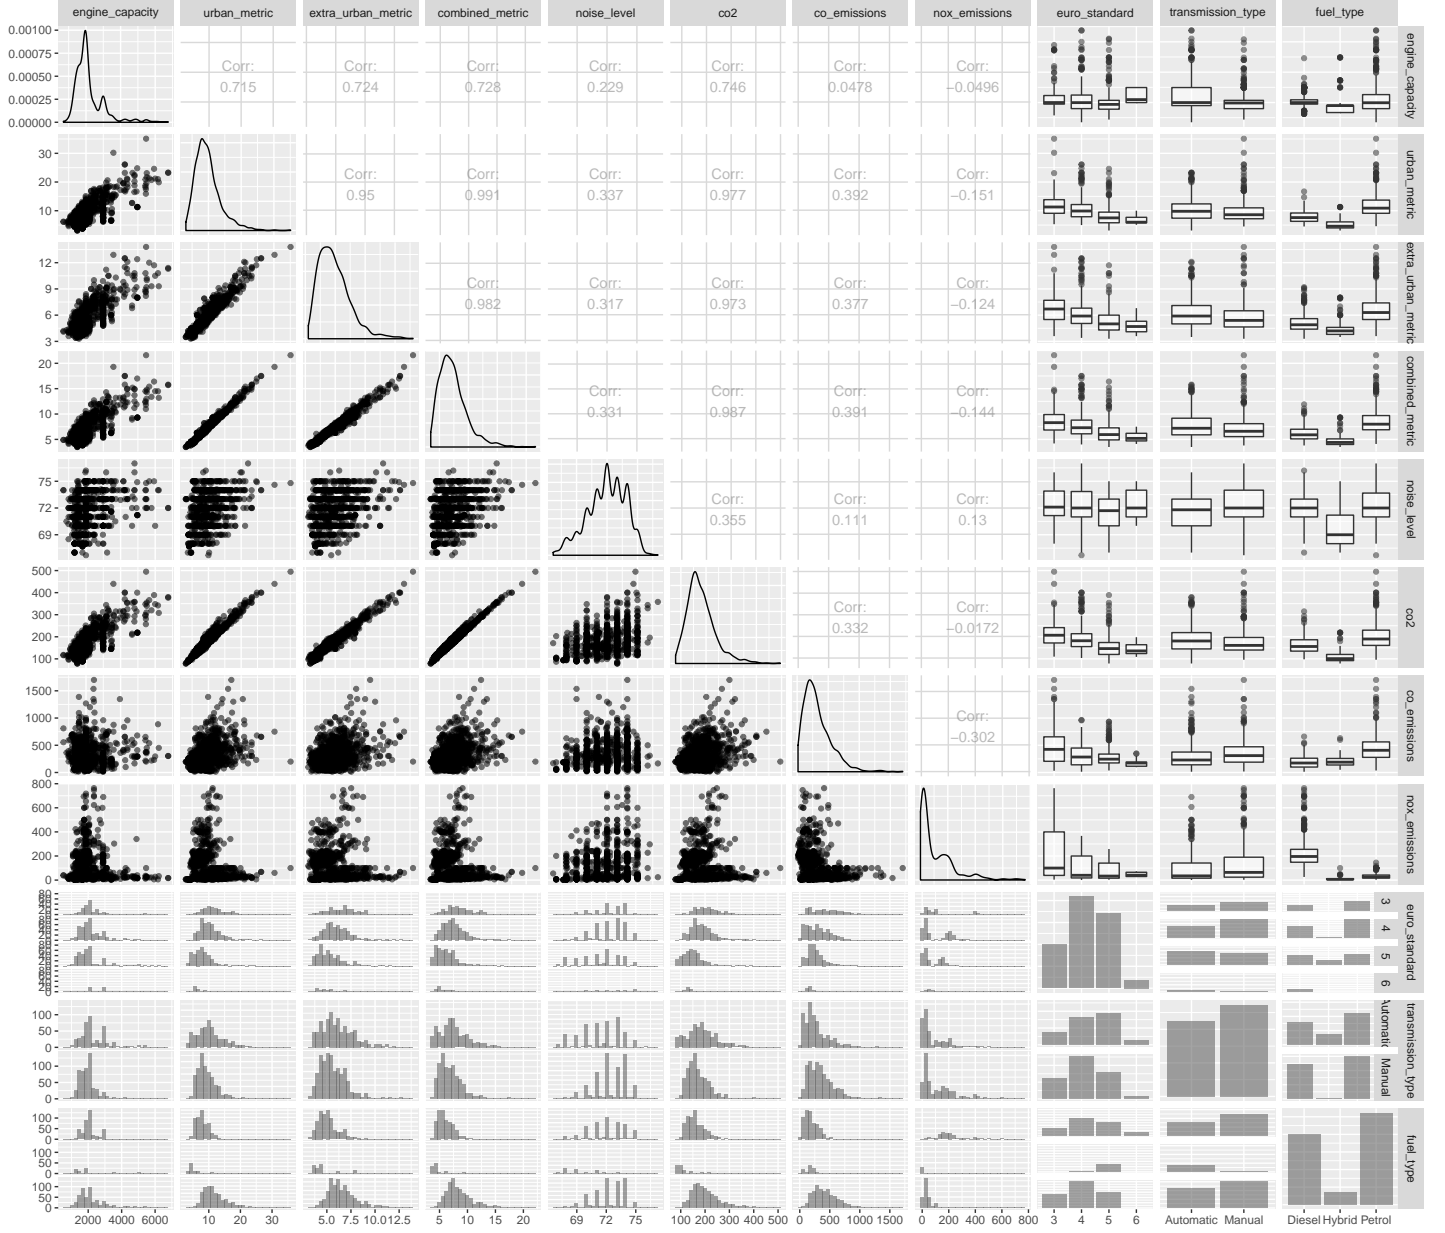 engine_capacity urban_metric extra_urban_metric combined_metric noise_level co2 co_emissions nox_emissions euro_standard transmission_type fuel_type
0.00100
0.00075
0.00050
0.00025
0.00000
Corr: Corr: Corr: Corr: Corr: Corr: Corr:
0.715 0.724 0.728 0.229 0.746 0.0478 −0.0496
engine_capacity
30
20
10
Corr: Corr: Corr: Corr: Corr: Corr:
0.95 0.991 0.337 0.977 0.392 −0.151
urban_metric
12
9
6
3
Corr: Corr: Corr: Corr: Corr:
0.982 0.317 0.973 0.377 −0.124
extra_urban_metric
20
15
10
5
Corr: Corr: Corr: Corr:
0.331 0.987 0.391 −0.144
combined_metric
75
72
69
Corr: Corr: Corr:
0.355 0.111 0.13
noise_level
500
400
300
200
100
Corr: Corr:
0.332 −0.0172
co2
1500
1000
500
0
Corr:
−0.302
co_emissions
800
600
400
200
0
nox_emissions
3
4
5
6
euro_standard
100
50
0
100
50
0
Automatic
Manual
transmission_type
100
50
0
100
50
0
100
50
0
fuel_type
2000 4000 6000 10 20 30 5.0 7.5 10.0 12.5 5 10 15 20 69 72 75 100 200 300 400 500 0 500 1000 1500 0 200 400 600 800 3 4 5 6 Automatic Manual Diesel Hybrid Petrol